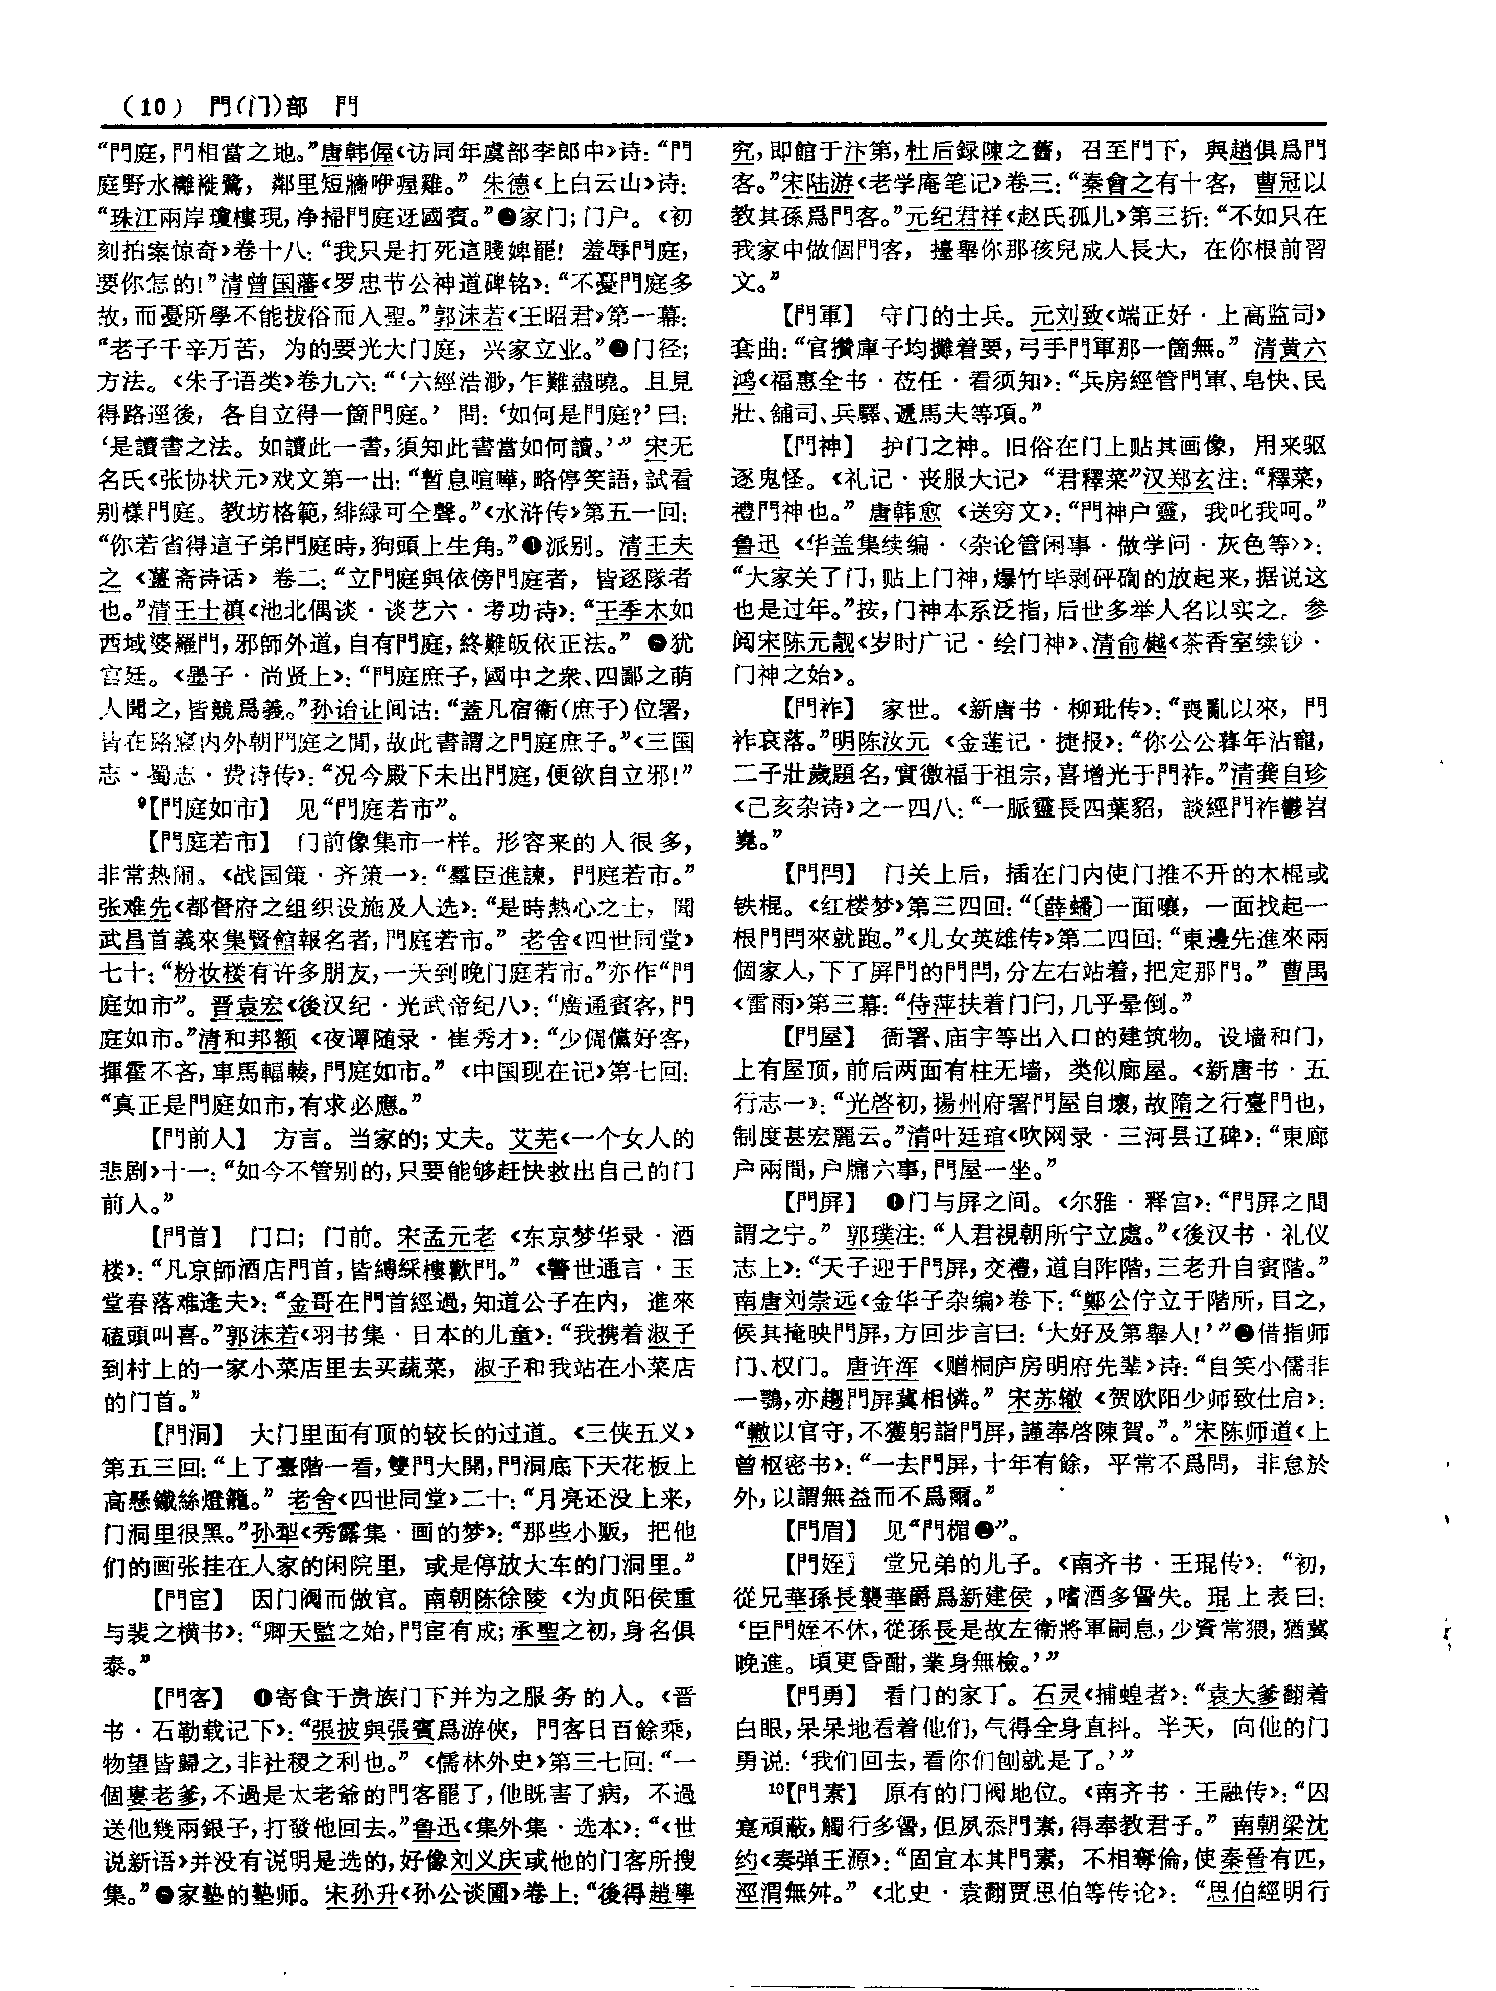 （10） 門（门）部 門
“門庭，門相當之地。”唐韩偓《访同年虞部李郎中》诗：“門
庭野水䙰褷鷺，鄰里短牆咿喔雞。” 朱德《上白云山》诗：
“珠江兩岸瓊樓現，净掃門庭迓國賓。”❷家门；门户。《初
刻拍案惊奇》卷十八：“我只是打死這賤婢罷！羞辱門庭，
要你怎的！”清曾国藩《罗忠节公神道碑铭》：“不憂門庭多
故，而憂所學不能拔俗而入聖。”郭沫若《王昭君》第一幕：
“老子千辛万苦，为的要光大门庭，兴家立业。”❸门径；
方法。《朱子语类》卷九六：“‘六經浩渺，乍難盡曉。且見
得路逕後，各自立得一箇門庭。’問：‘如何是門庭？’曰：
‘是讀書之法。如讀此一書，須知此書當如何讀。’” 宋无
名氏《张协状元》戏文第一出：“暫息喧嘩，略停笑語，試看
别樣門庭。教坊格範，緋緑可仝聲。”《水浒传》第五一回：
“你若省得這子弟門庭時，狗頭上生角。”❹派别。清王夫
之《薑斋诗话》卷二：“立門庭與依傍門庭者，皆逐隊者
也。”清王士禛《池北偶谈·谈艺六·考功诗》：“王季木如
西域婆羅門，邪師外道，自有門庭，終難皈依正法。” ❺犹
宫廷。《墨子·尚贤上》：“門庭庶子，國中之衆、四鄙之萌
人聞之，皆競爲義。”孙诒让间诂：“蓋凡宿衞（庶子）位署，
皆在路寢内外朝門庭之閒，故此書謂之門庭庶子。”《三国
志·蜀志·费诗传》：“况今殿下未出門庭，便欲自立邪！”
⁹【門庭如市】 见“門庭若市”。
【門庭若市】 门前像集市一样。形容来的人很多，
非常热闹。《战国策·齐策一》：“羣臣進諫，門庭若市。”
张难先《都督府之组织设施及人选》：“是時熱心之士，聞
武昌首義來集賢館報名者，門庭若市。” 老舍《四世同堂》
七十：“粉妆楼有许多朋友，一天到晚门庭若市。”亦作“門
庭如市”。晋袁宏《後汉纪·光武帝纪八》：“廣通賓客，門
庭如市。”清和邦额《夜谭随录·崔秀才》：“少倜儻好客，
揮霍不吝，車馬輻輳，門庭如市。”《中国现在记》第七回：
“真正是門庭如市，有求必應。”
【門前人】 方言。当家的；丈夫。艾芜《一个女人的
悲剧》十一：“如今不管别的，只要能够赶快救出自己的门
前人。”
【門首】 门口；门前。宋孟元老《东京梦华录·酒
楼》：“凡京師酒店門首，皆縛綵樓歡門。”《警世通言·玉
堂春落难逢夫》：“金哥在門首經過，知道公子在内，進來
磕頭叫喜。”郭沫若《羽书集·日本的儿童》：“我携着淑子
到村上的一家小菜店里去买蔬菜，淑子和我站在小菜店
的门首。”
【門洞】 大门里面有顶的较长的过道。《三侠五义》
第五三回：“上了臺階一看，雙門大開，門洞底下天花板上
高懸鐵絲燈籠。” 老舍《四世同堂》二十：“月亮还没上来，
门洞里很黑。”孙犁《秀露集·画的梦》：“那些小贩，把他
们的画张挂在人家的闲院里，或是停放大车的门洞里。”
【門宦】 因门阀而做官。南朝陈徐陵《为贞阳侯重
与裴之横书》：“卿天監之始，門宦有成；承聖之初，身名俱
泰。”
【門客】 ❶寄食于贵族门下并为之服务的人。《晋
书·石勒载记下》：“張披與張賓爲游俠，門客日百餘乘，
物望皆歸之，非社稷之利也。”《儒林外史》第三七回：“一
個婁老爹，不過是太老爺的門客罷了，他既害了病，不過
送他幾兩銀子，打發他回去。”鲁迅《集外集·选本》：“《世
说新语》并没有说明是选的，好像刘义庆或他的门客所搜
集。”❷家塾的塾师。宋孙升《孙公谈圃》卷上：“後得趙學
究，即館于汴第，杜后録陳之舊，召至門下，與趙俱爲門
客。”宋陆游《老学庵笔记》卷三：“秦會之有十客，曹冠以
教其孫爲門客。”元纪君祥《赵氏孤儿》第三折：“不如只在
我家中做個門客，擡舉你那孩兒成人長大，在你根前習
文。”
【門軍】 守门的士兵。元刘致《端正好·上高监司》
套曲：“官攢庫子均攤着要，弓手門軍那一箇無。” 清黄六
鸿《福惠全书·莅任·看须知》：“兵房經管門軍、皂快、民
壯、舖司、兵驛、遞馬夫等項。”
【門神】 护门之神。旧俗在门上贴其画像，用来驱
逐鬼怪。《礼记·丧服大记》“君釋菜”汉郑玄注：“釋菜，
禮門神也。” 唐韩愈《送穷文》：“門神户靈，我叱我呵。”
鲁迅《华盖集续编·〈杂论管闲事·做学问·灰色等〉》：
“大家关了门，贴上门神，爆竹毕剥砰硼的放起来，据说这
也是过年。”按，门神本系泛指，后世多举人名以实之。参
阅宋陈元靓《岁时广记·绘门神》、清俞樾《茶香室续钞·
门神之始》。
【門祚】 家世。《新唐书·柳玭传》：“喪亂以來，門
祚衰落。”明陈汝元《金莲记·捷报》：“你公公暮年沾寵，
二子壯歲題名，實徼福于祖宗，喜增光于門祚。”清龚自珍
《己亥杂诗》之一四八：“一脈靈長四葉貂，談經門祚鬱岧
嶤。”
【門閂】 门关上后，插在门内使门推不开的木棍或
铁棍。《红楼梦》第三四回：“〔薛蟠〕一面嚷，一面找起一
根門閂來就跑。”《儿女英雄传》第二四回：“東邊先進來兩
個家人，下了屏門的門閂，分左右站着，把定那門。” 曹禺
《雷雨》第三幕：“侍萍扶着门闩，几乎晕倒。”
【門屋】 衙署、庙宇等出入口的建筑物。设墙和门，
上有屋顶，前后两面有柱无墙，类似廊屋。《新唐书·五
行志一》：“光啓初，揚州府署門屋自壞，故隋之行臺門也，
制度甚宏麗云。”清叶廷琯《吹网录·三河县辽碑》：“東廊
户兩間，户牖六事，門屋一坐。”
【門屏】 ❶门与屏之间。《尔雅·释宫》：“門屏之間
謂之宁。” 郭璞注：“人君視朝所宁立處。”《後汉书·礼仪
志上》：“天子迎于門屏，交禮，道自阼階，三老升自賓階。”
南唐刘崇远《金华子杂编》卷下：“鄭公佇立于階所，目之，
候其掩映門屏，方回步言曰：‘大好及第舉人！’”❷借指师
门、权门。唐许浑《赠桐庐房明府先辈》诗：“自笑小儒非
一鶚，亦趨門屏冀相憐。” 宋苏辙《贺欧阳少师致仕启》：
“轍以官守，不獲躬詣門屏，謹奉啓陳賀。”。”宋陈师道《上
曾枢密书》：“一去門屏，十年有餘，平常不爲問，非怠於
外，以謂無益而不爲爾。”
【門眉】 见“門楣❷”。
【門姪】 堂兄弟的儿子。《南齐书·王琨传》：“初，
從兄華孫長襲華爵爲新建侯，嗜酒多諐失。琨上表曰：
‘臣門姪不休，從孫長是故左衛將軍嗣息，少資常猥，猶冀
晚進。頃更昏酣，業身無檢。’”
【門勇】 看门的家丁。石灵《捕蝗者》：“袁大爹翻着
白眼，呆呆地看着他们，气得全身直抖。半天，向他的门
勇说：‘我们回去，看你们刨就是了。’”
¹⁰【門素】 原有的门阀地位。《南齐书·王融传》：“因
寔頑蔽，觸行多諐，但夙忝門素，得奉教君子。” 南朝梁沈
约《奏弹王源》：“固宜本其門素，不相奪倫，使秦晉有匹，
涇渭無舛。”《北史·袁翻贾思伯等传论》：“思伯經明行